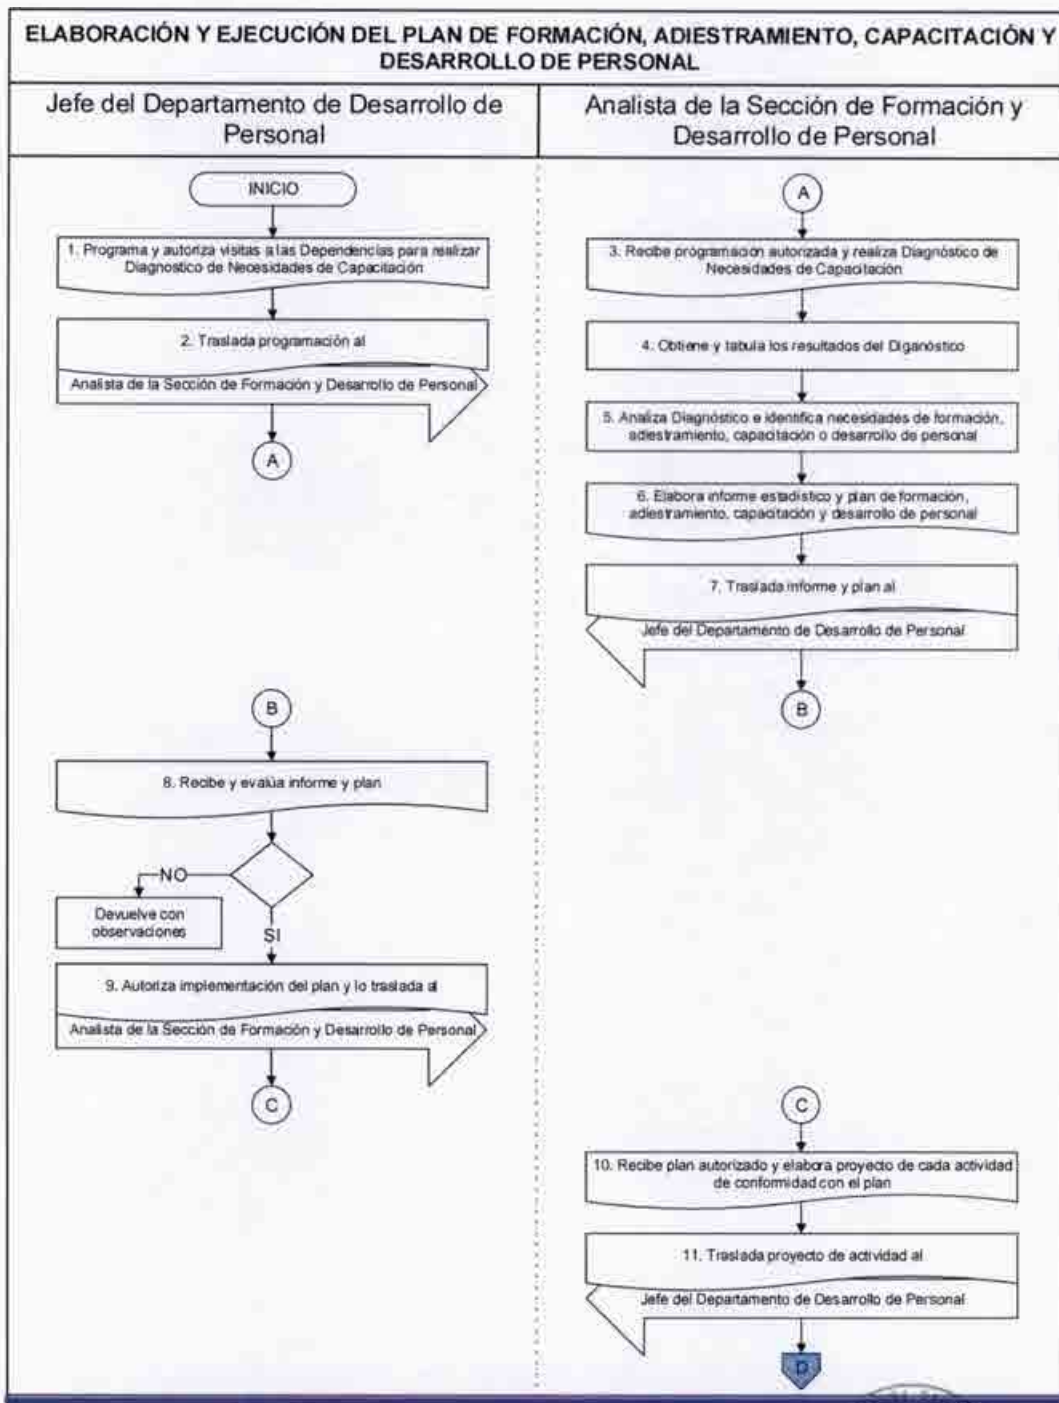 ELABORACIÓN Y EJECUCIÓN DEL PLAN DE FORMACIÓN, ADIESTRAMIENTO, CAPACITACIÓN Y
DESARROLLO DE PERSONAL
Jefe del Departamento de Desarrollo de
Personal
INICIO
1. Programa y autoriza visitas a las Dependencias para realizar
Diagnostico de Necesidades de Capacitación
2. Traslada programación al
Analista de la Sección de Formación y Desarrollo de Personal
A
Analista de la Sección de Formación y
Desarrollo de Personal
A
3. Recibe programación autorizada y realiza Diagnóstico de
Necesidades de Capacitación
4. Obtiene y tabula los resultados del Diganóstico
5. Analiza Diagnóstico e identifica necesidades de formación,
adiestramiento, capacitación o desarrollo de personal
6. Elabora informe estadístico y plan de formación,
adiestramiento, capacitación y desarrollo de personal
7. Traslada informe y plan al
Jefe del Departamento de Desarrollo de Personal
B
B
8. Recibe y evalúa informe y plan
NO
Devuelve con
observaciones
SI
9. Autoriza implementación del plan y lo traslada al
Analista de la Sección de Formación y Desarrollo de Personal
C
C
10. Recibe plan autorizado y elabora proyecto de cada actividad
de conformidad con el plan
11. Traslada proyecto de actividad al
Jefe del Departamento de Desarrollo de Personal
D